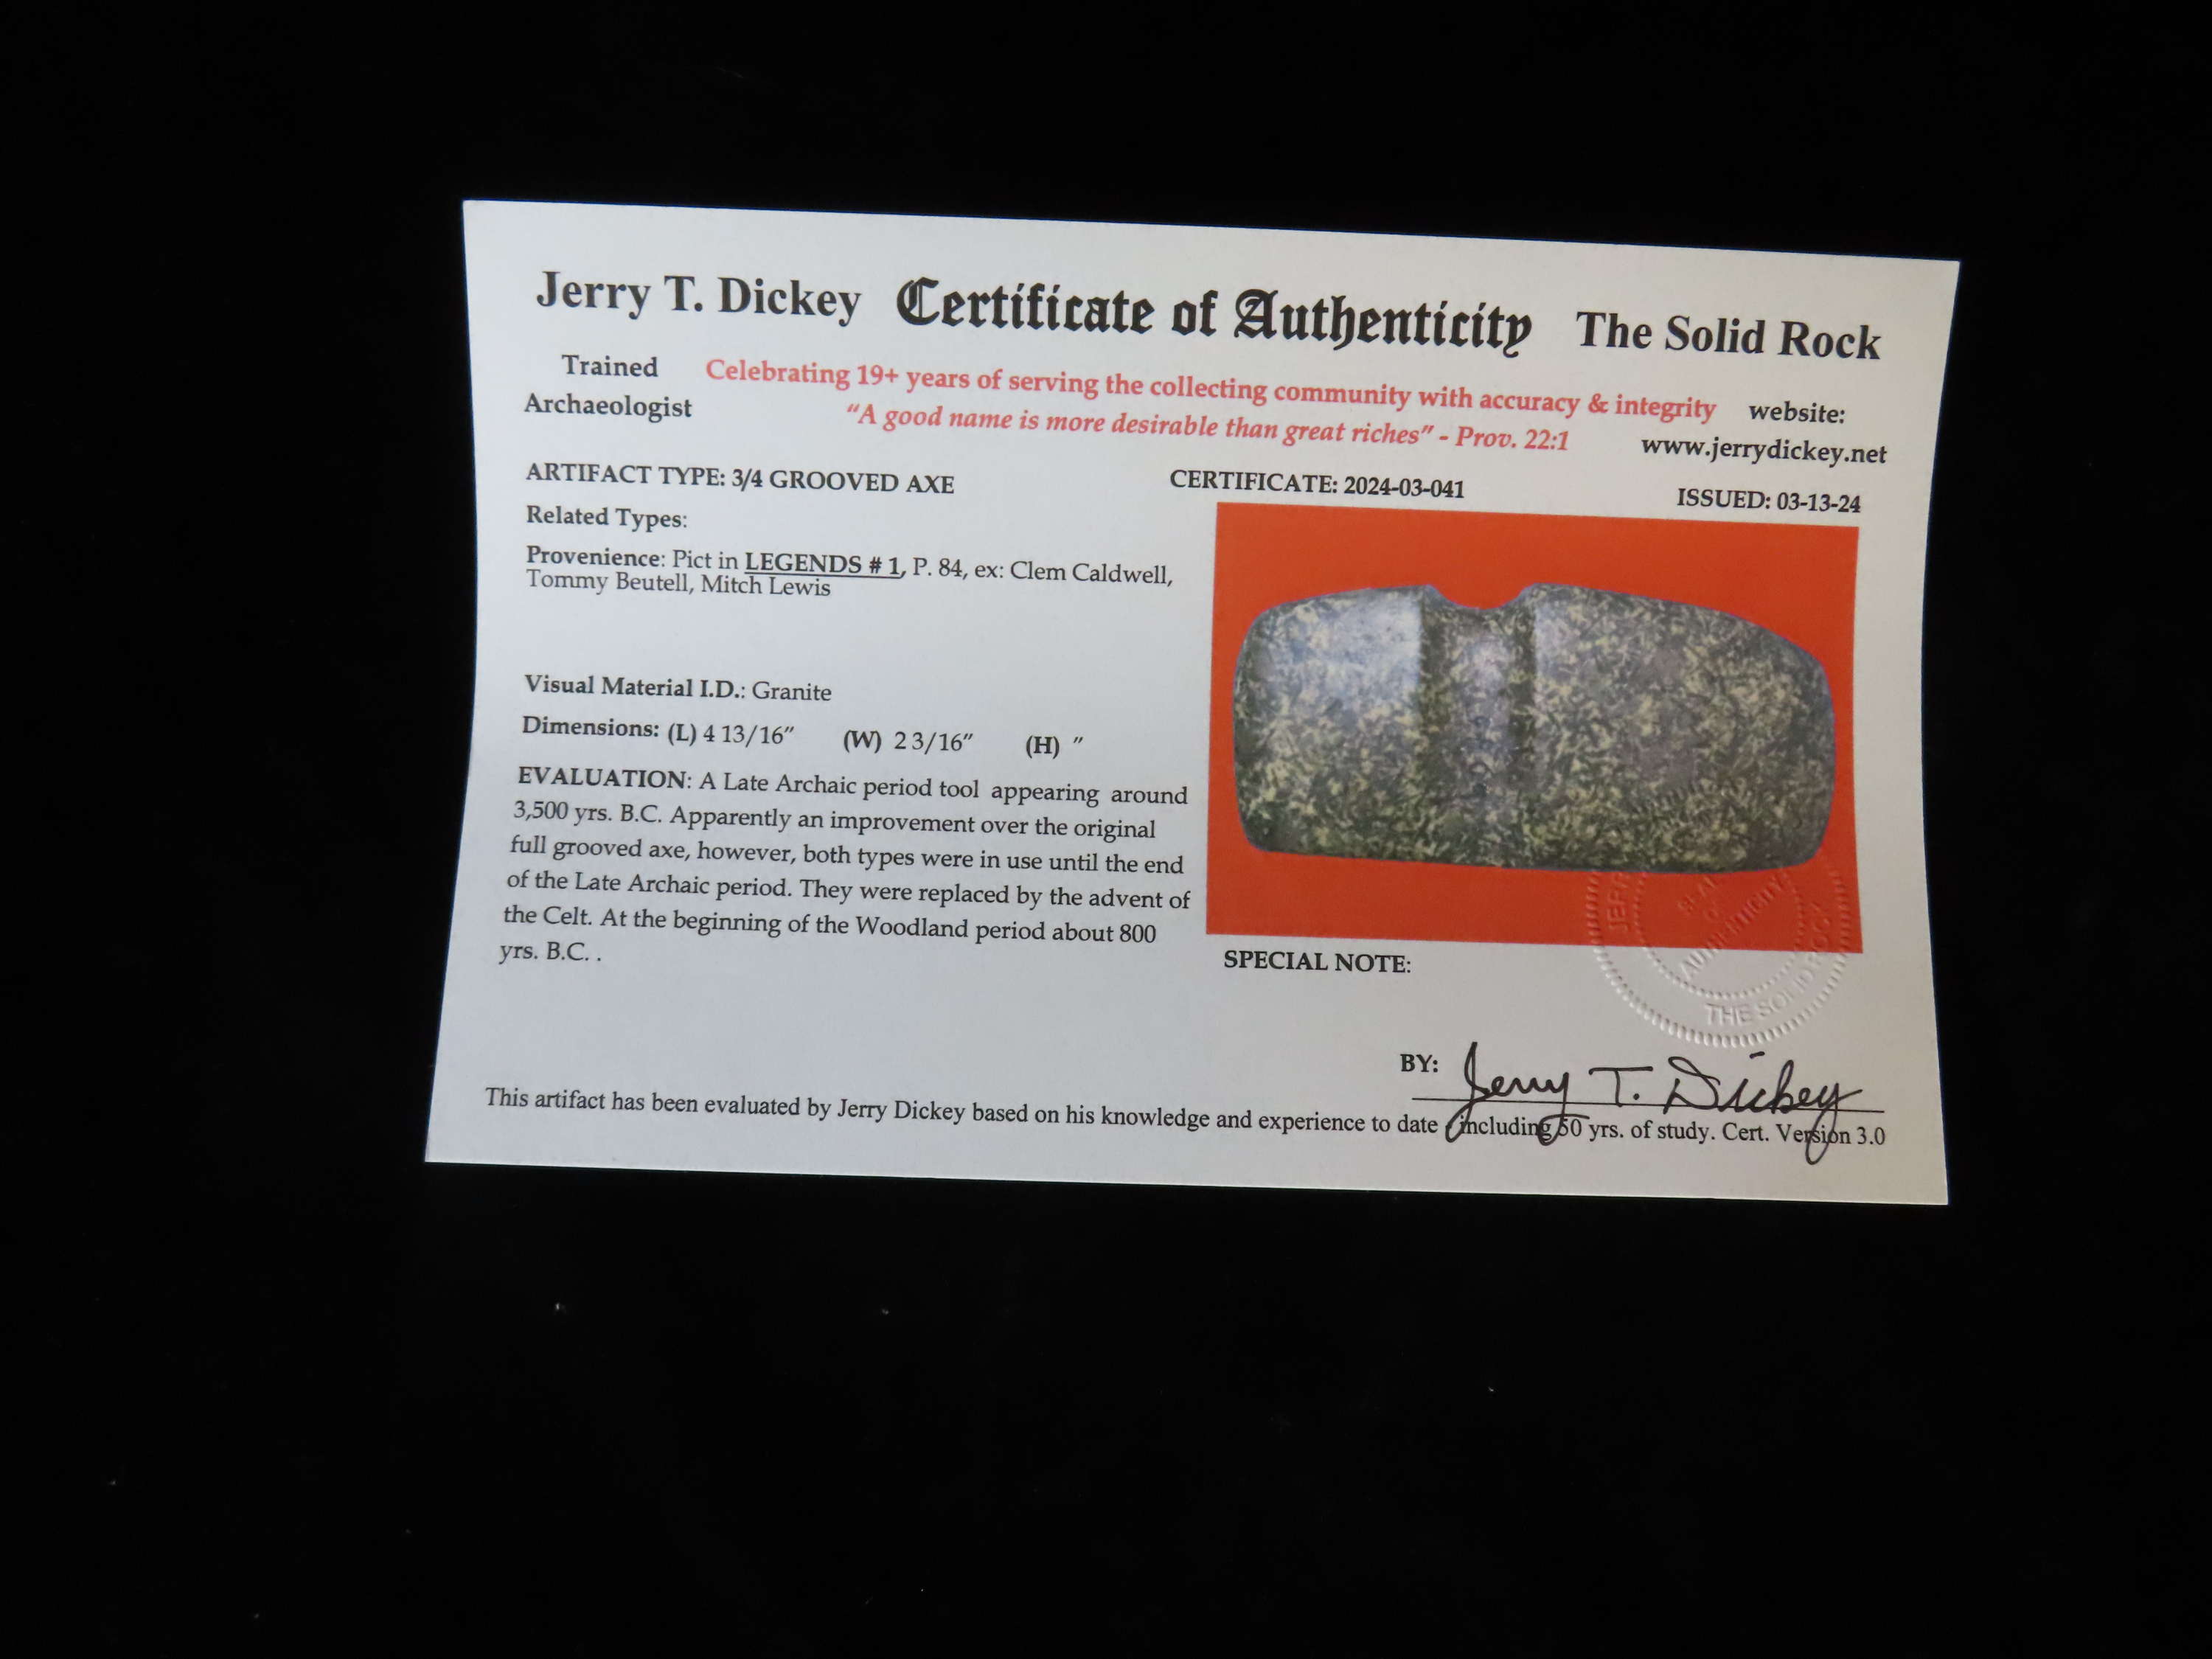 Jerry T. Dickey Certificate of Authenticity The Solid Rock
Trained
Archaeologist
Celebrating 19+ years of serving the collecting community with accuracy & integrity
"A good name is more desirable than great riches" - Prov. 22:1
website:
www.jerrydickey.net
ARTIFACT TYPE: 3/4 GROOVED AXE
CERTIFICATE: 2024-03-041
ISSUED: 03-13-24
Related Types:
Provenience: Pict in LEGENDS # 1, P. 84, ex: Clem Caldwell,
Tommy Beutell, Mitch Lewis
Visual Material I.D.: Granite
Dimensions: (L) 4 13/16" (W) 2 3/16" (H) "
EVALUATION: A Late Archaic period tool appearing around
3,500 yrs. B.C. Apparently an improvement over the original
full grooved axe, however, both types were in use until the end
of the Late Archaic period. They were replaced by the advent of
the Celt. At the beginning of the Woodland period about 800
yrs. B.C. .
SPECIAL NOTE:
THE SOLID ROCK
BY: Jerry T. Dickey
This artifact has been evaluated by Jerry Dickey based on his knowledge and experience to date including 50 yrs. of study. Cert. Version 3.0